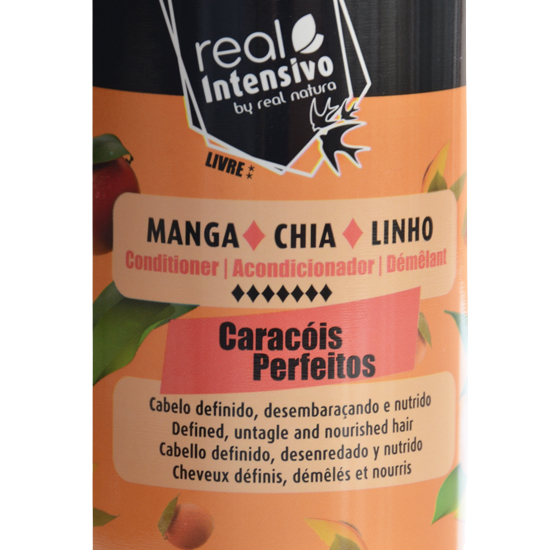 real
Intensivo
by real natura
LIVRE:
MANGA ♦ CHIA ♦ LINHO
Conditioner | Acondicionador | Démêlant
Caracóis
Perfeitos
Cabelo definido, desembaraçando e nutrido
Defined, untagle and nourished hair
Cabello definido, desenredado y nutrido
Cheveux définis, démêlés et nourris